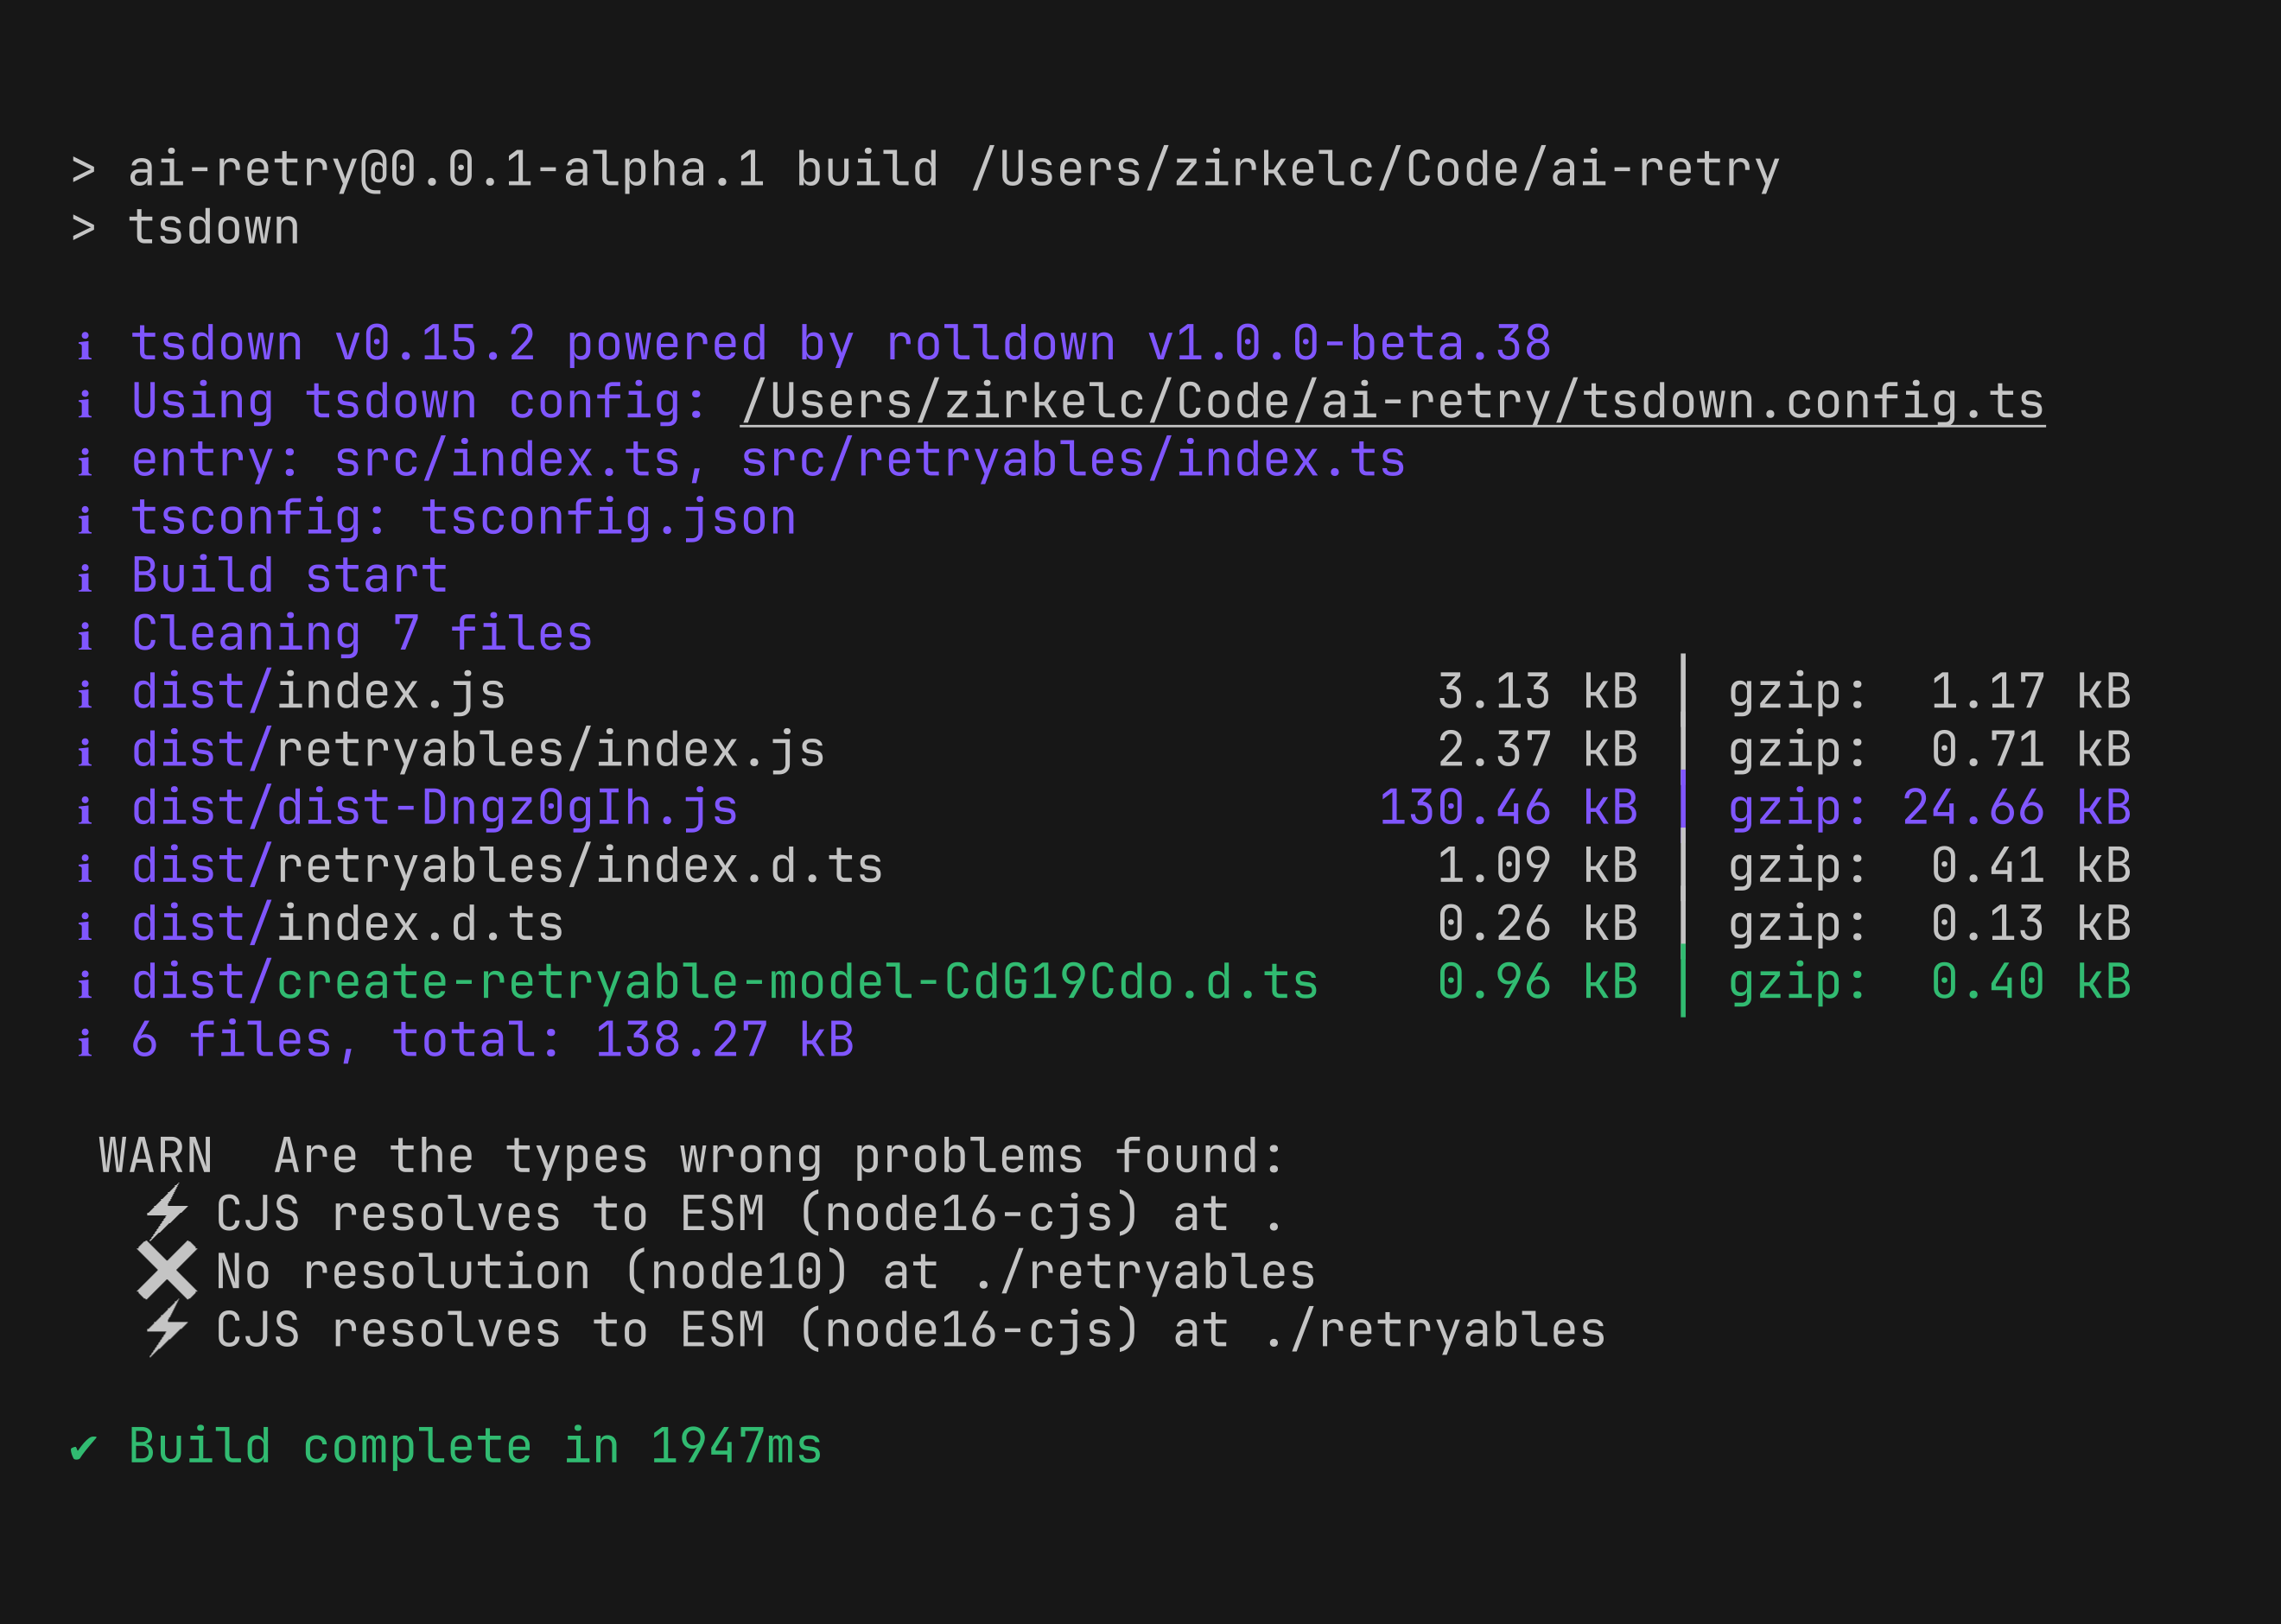 > ai-retry@0.0.1-alpha.1 build /Users/zirkelc/Code/ai-retry
> tsdown
ℹ tsdown v0.15.2 powered by rolldown v1.0.0-beta.38
ℹ Using tsdown config: /Users/zirkelc/Code/ai-retry/tsdown.config.ts
ℹ entry: src/index.ts, src/retryables/index.ts
ℹ tsconfig: tsconfig.json
ℹ Build start
ℹ Cleaning 7 files
ℹ dist/index.js 3.13 kB │ gzip: 1.17 kB
ℹ dist/retryables/index.js 2.37 kB │ gzip: 0.71 kB
ℹ dist/dist-Dngz0gIh.js 130.46 kB │ gzip: 24.66 kB
ℹ dist/retryables/index.d.ts 1.09 kB │ gzip: 0.41 kB
ℹ dist/index.d.ts 0.26 kB │ gzip: 0.13 kB
ℹ dist/create-retryable-model-CdG19Cdo.d.ts 0.96 kB │ gzip: 0.40 kB
ℹ 6 files, total: 138.27 kB
WARN Are the types wrong problems found:
⚡ CJS resolves to ESM (node16-cjs) at .
❌ No resolution (node10) at ./retryables
⚡ CJS resolves to ESM (node16-cjs) at ./retryables
✔ Build complete in 1947ms